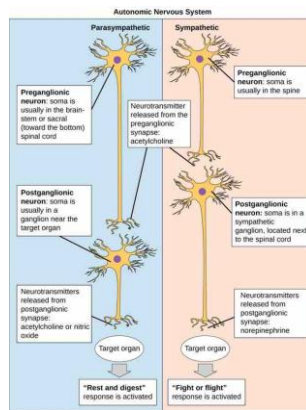 Autonomic Nervous System
Parasympathetic
Preganglionic
neuron: soma is
usually in the brain-
stem or sacral
(toward the bottom)
spinal cord
Postganglionic
neuron: soma is
usually in a
ganglion near the
target organ
Neurotransmitters
released from
postganglionic
synapse:
acetylcholine or nitric
oxide
Target organ
"Rest and digest"
response is activated
Neurotransmitter
released from the
preganglionic
synapse:
acetylcholine
Sympathetic
Preganglionic
neuron: soma is
usually in the spine
Postganglionic
neuron: soma is in a
sympathetic
ganglion, located next
to the spinal cord
Neurotransmitters
released from
postganglionic
synapse:
norepinephrine
Target organ
"Fight or flight"
response is activated